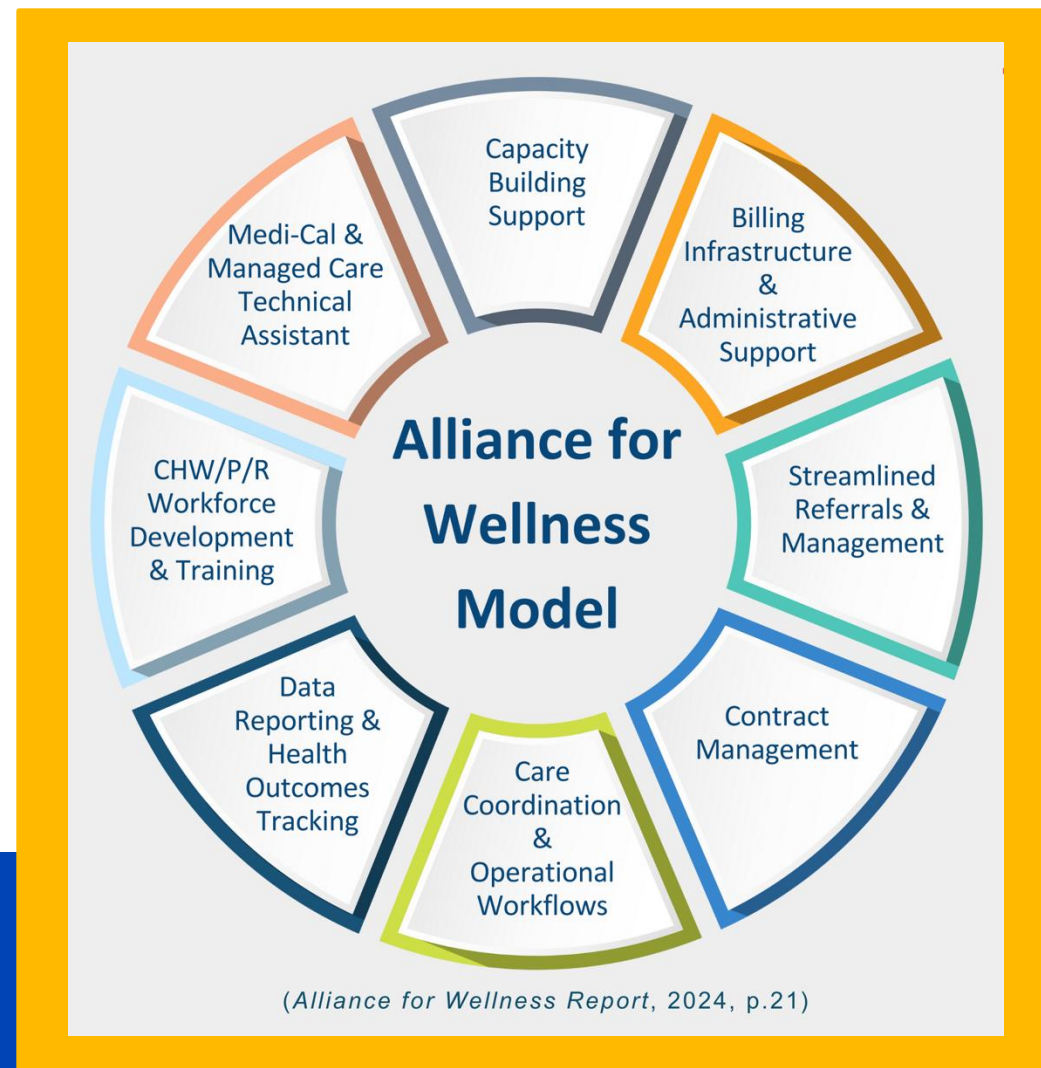 Capacity
Building
Support
Billing
Infrastructure
&
Administrative
Support
Streamlined
Referrals &
Management
Contract
Management
Care
Coordination
&
Operational
Workflows
Data
Reporting &
Health
Outcomes
Tracking
CHW/P/R
Workforce
Development
& Training
Medi-Cal &
Managed Care
Technical
Assistant
Alliance for
Wellness
Model
(Alliance for Wellness Report, 2024, p.21)